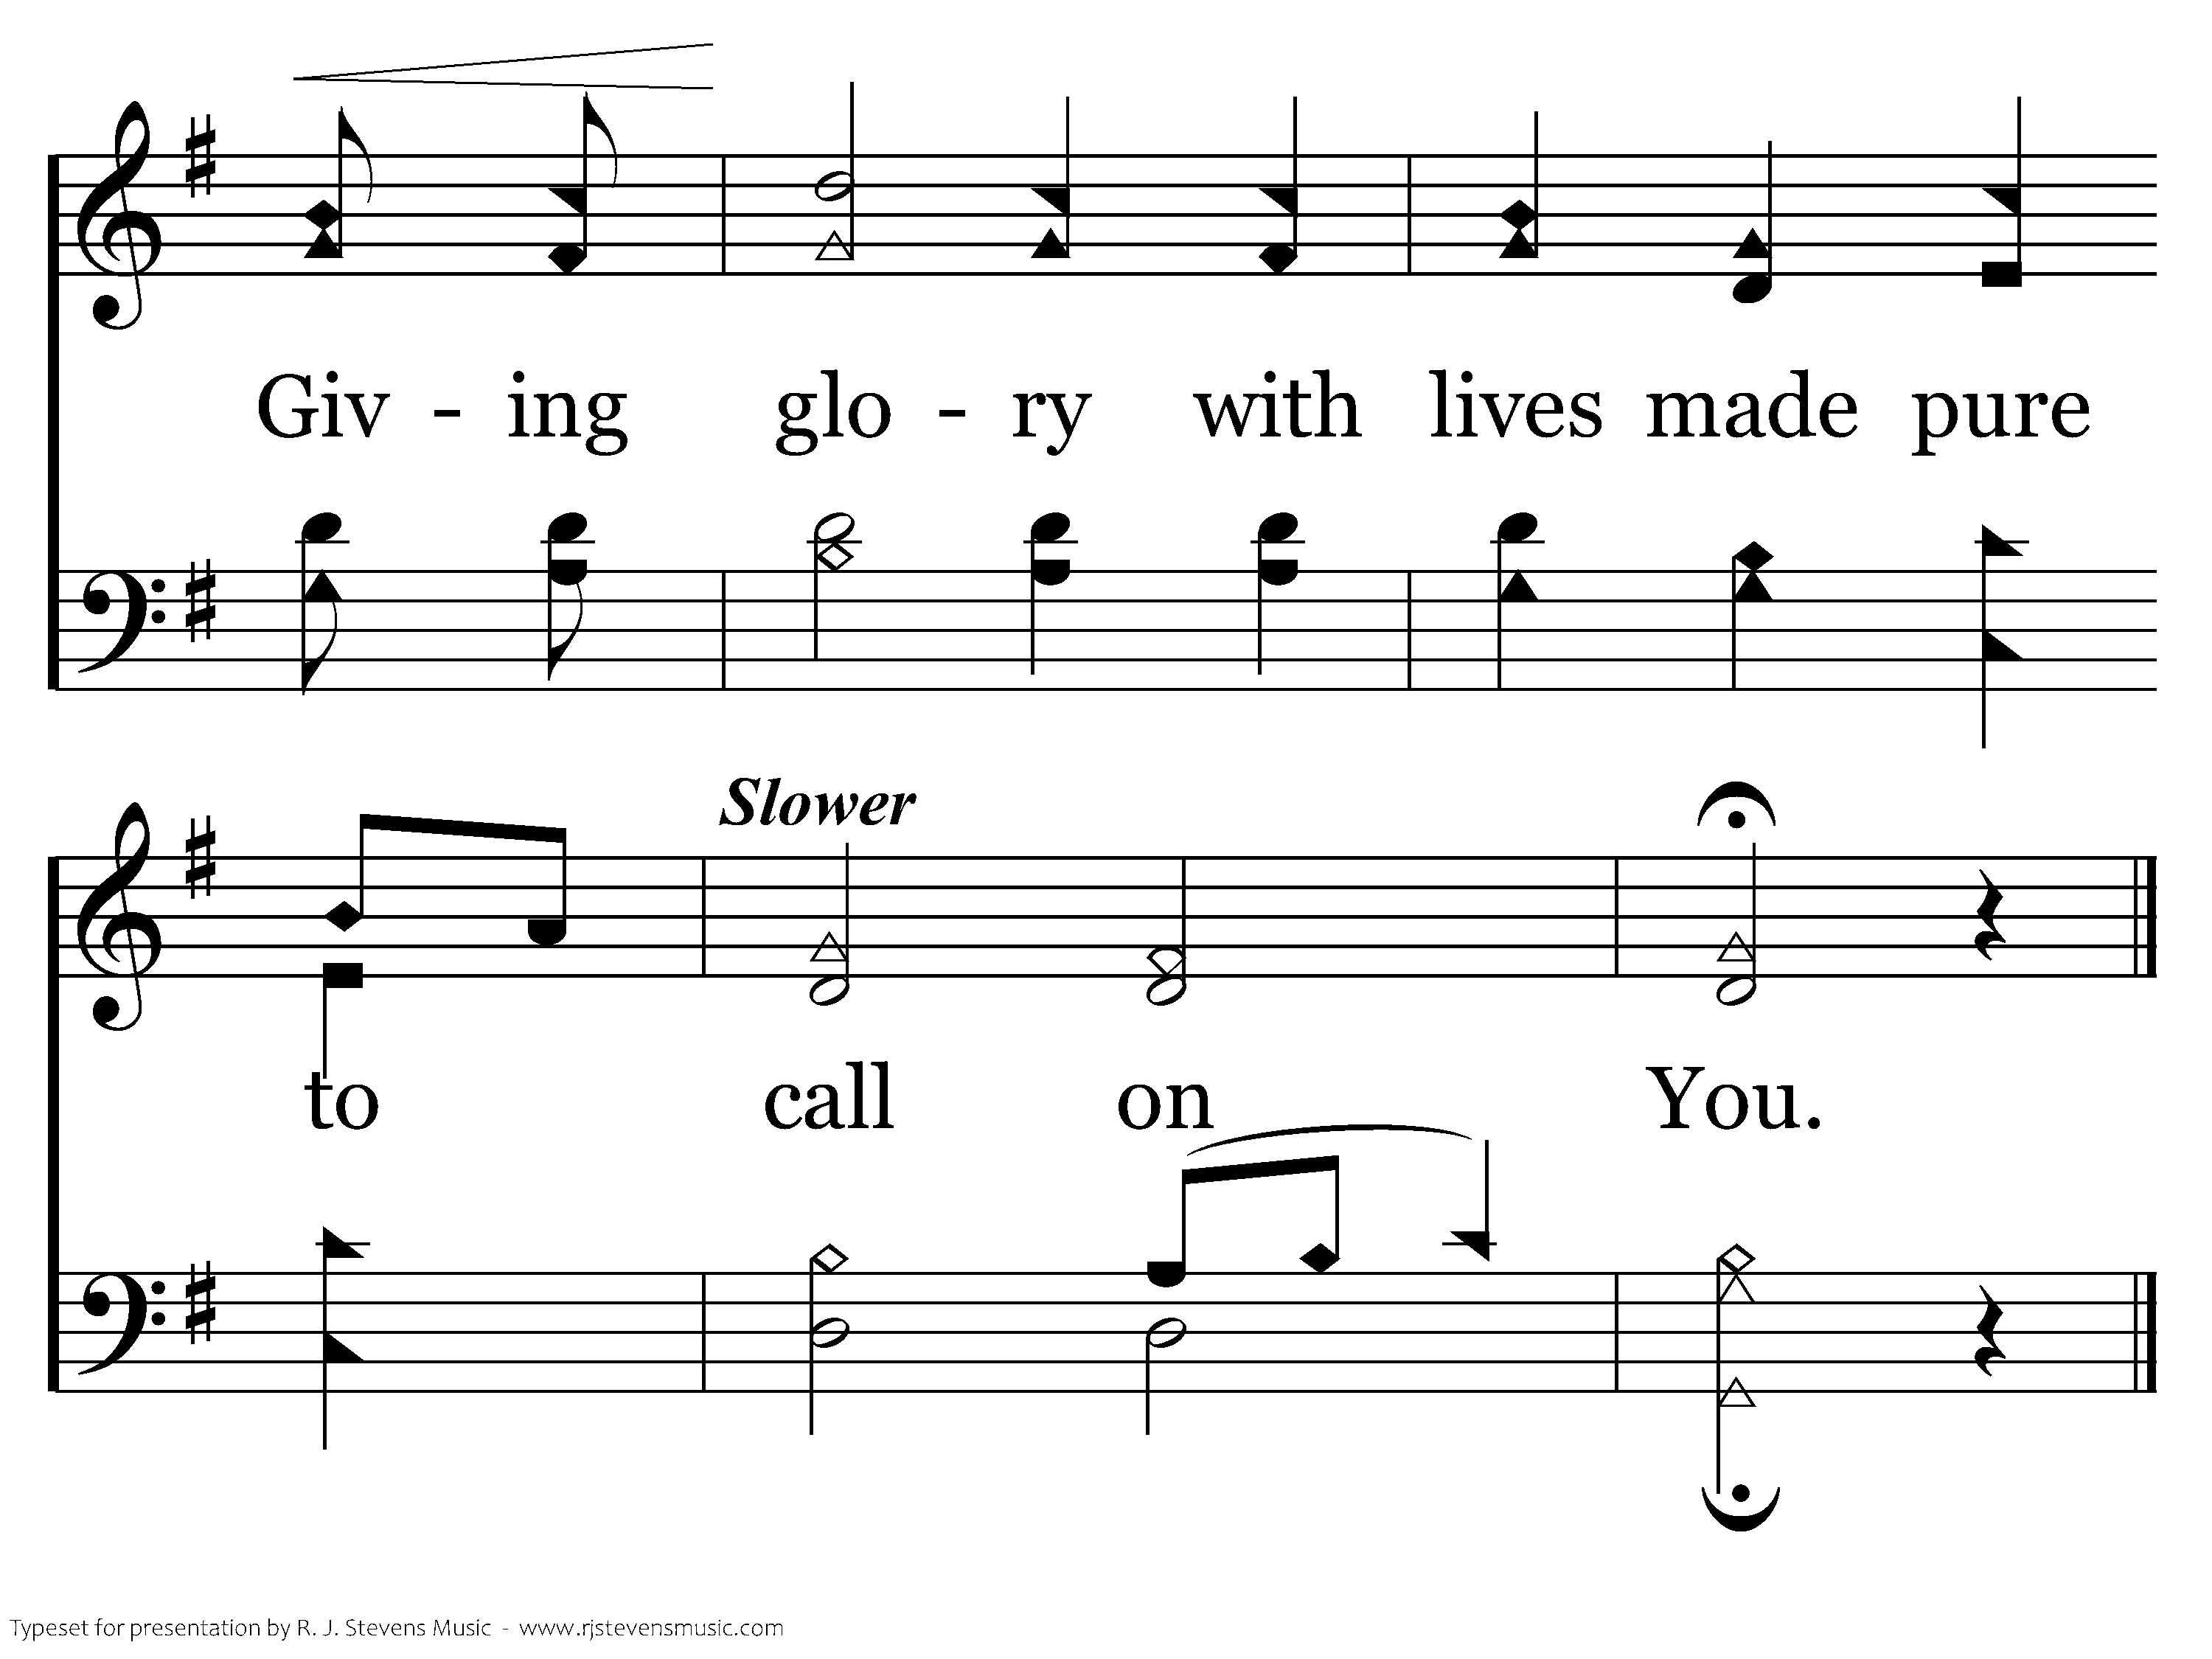 Giv - ing glo - ry with lives made pure
Slower
to call on You.
Typeset for presentation by R. J. Stevens Music - www.rjstevensmusic.com